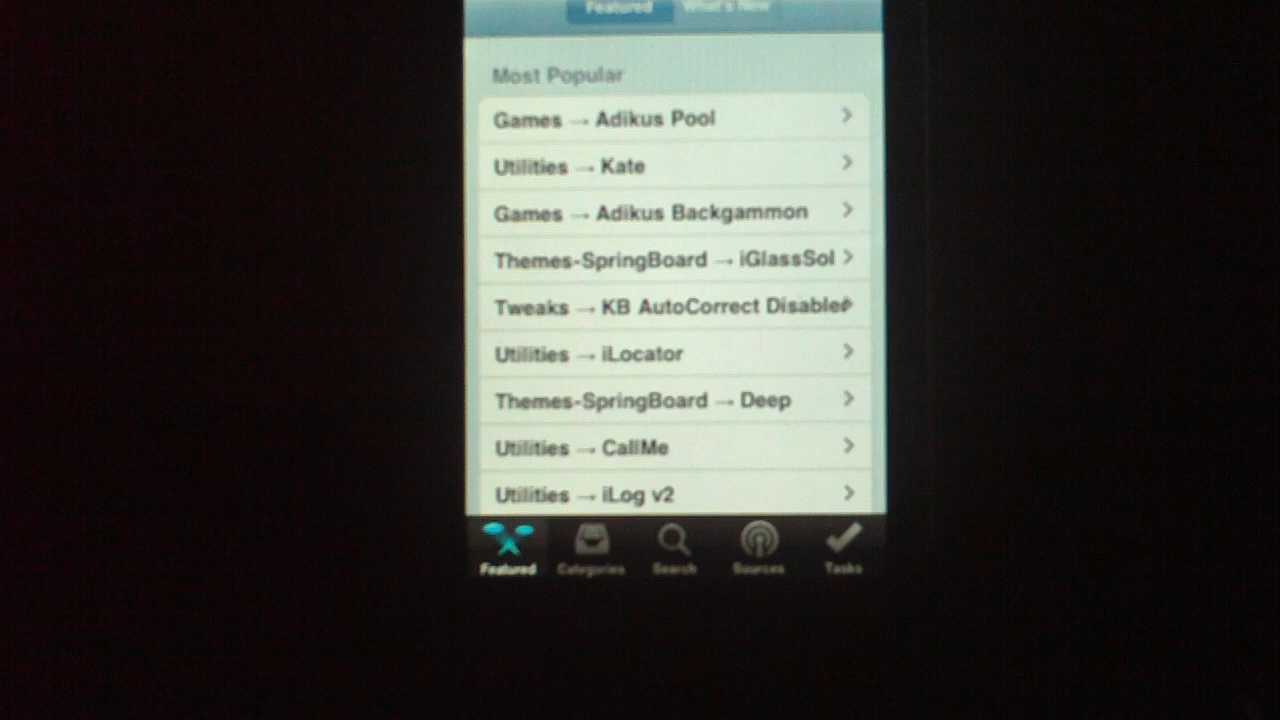 Featured What's New
Most Popular
Games → Adikus Pool
Utilities → Kate
Games → Adikus Backgammon
Themes-SpringBoard → iGlassSol
Tweaks → KB AutoCorrect Disabler
Utilities → iLocator
Themes-SpringBoard → Deep
Utilities → CallMe
Utilities → iLog v2
Featured Categories Search Sources Tasks